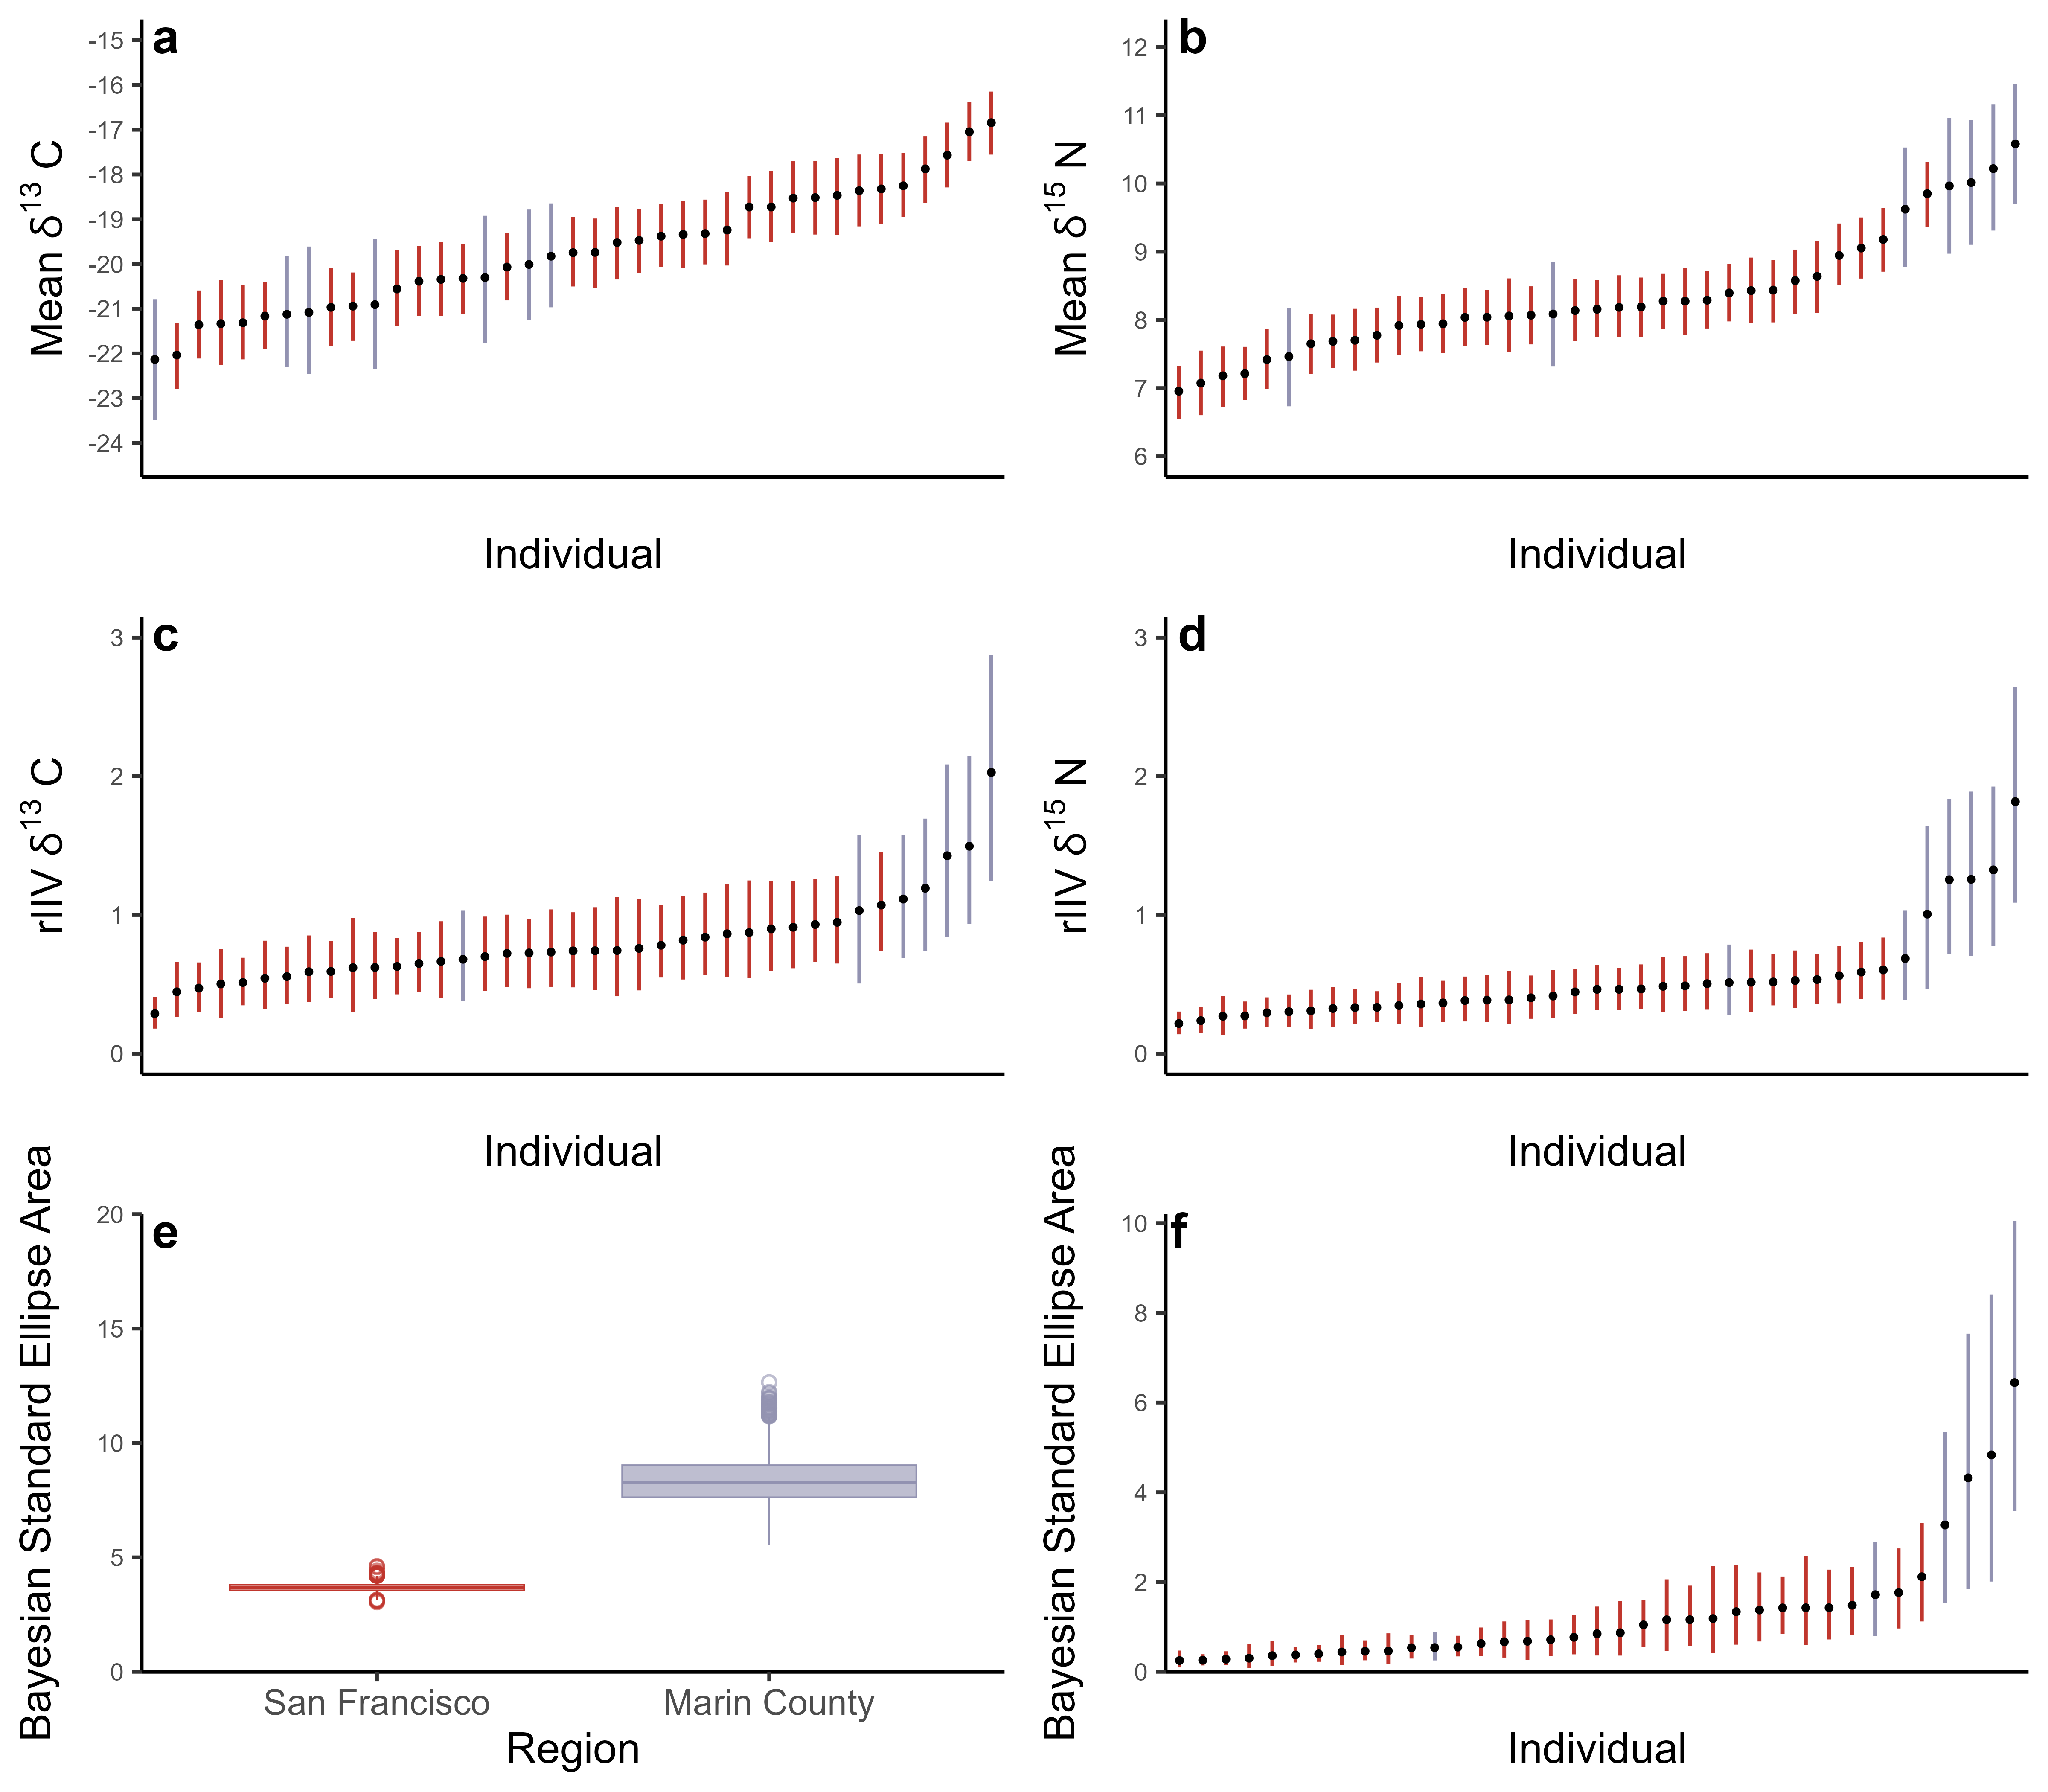 a
Mean δ13 C
-15
-16
-17
-18
-19
-20
-21
-22
-23
-24
Individual
b
Mean δ15 N
12
11
10
9
8
7
6
Individual
c
rIIV δ13 C
3
2
1
0
Individual
d
rIIV δ15 N
3
2
1
0
Individual
e
Bayesian Standard Ellipse Area
20
15
10
5
0
San Francisco Marin County
Region
f
Bayesian Standard Ellipse Area
10
8
6
4
2
0
Individual